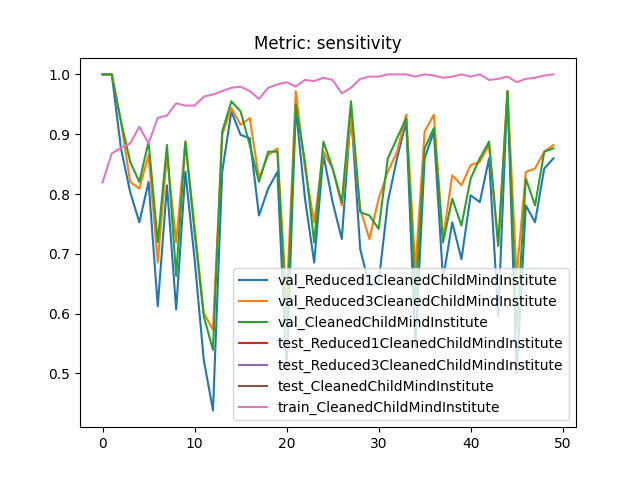 Metric: sensitivity
1.0
0.9
0.8
0.7
0.6
0.5
val_Reduced1CleanedChildMindInstitute
val_Reduced3CleanedChildMindInstitute
val_CleanedChildMindInstitute
test_Reduced1CleanedChildMindInstitute
test_Reduced3CleanedChildMindInstitute
test_CleanedChildMindInstitute
train_CleanedChildMindInstitute
0 10 20 30 40 50